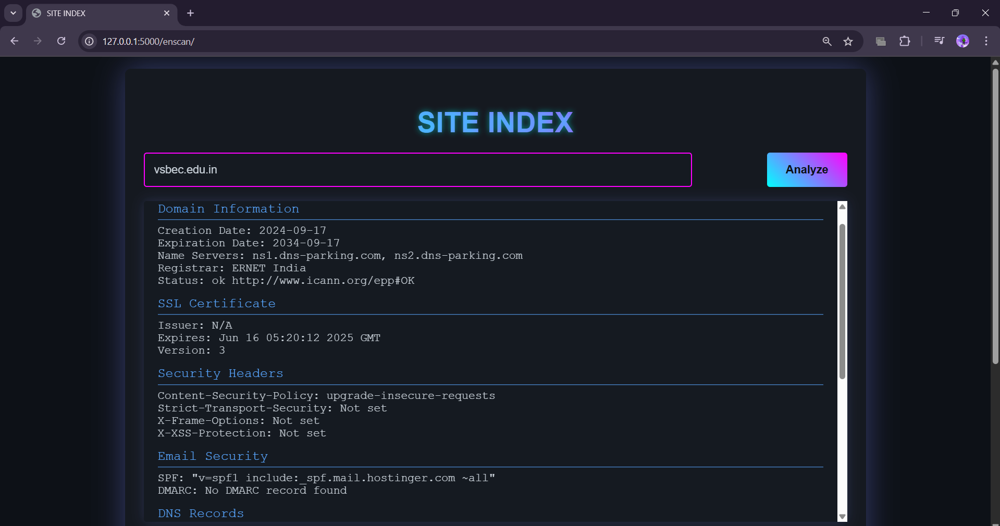 SITE INDEX
127.0.0.1:5000/enscan/
SITE INDEX
vsbec.edu.in
Analyze
Domain Information
Creation Date: 2024-09-17
Expiration Date: 2034-09-17
Name Servers: ns1.dns-parking.com, ns2.dns-parking.com
Registrar: ERNET India
Status: ok http://www.icann.org/epp#OK
SSL Certificate
Issuer: N/A
Expires: Jun 16 05:20:12 2025 GMT
Version: 3
Security Headers
Content-Security-Policy: upgrade-insecure-requests
Strict-Transport-Security: Not set
X-Frame-Options: Not set
X-XSS-Protection: Not set
Email Security
SPF: "v=spf1 include:_spf.mail.hostinger.com ~all"
DMARC: No DMARC record found
DNS Records